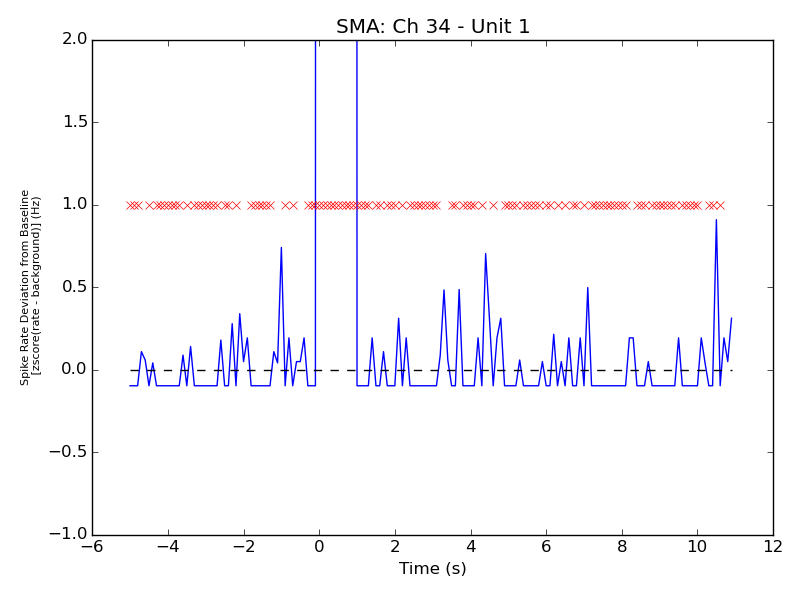 SMA: Ch 34 - Unit 1
2.0
1.5
1.0
0.5
0.0
−0.5
−1.0
Spike Rate Deviation from Baseline
[zscore(rate - background)] (Hz)
−6 −4 −2 0 2 4 6 8 10 12
Time (s)